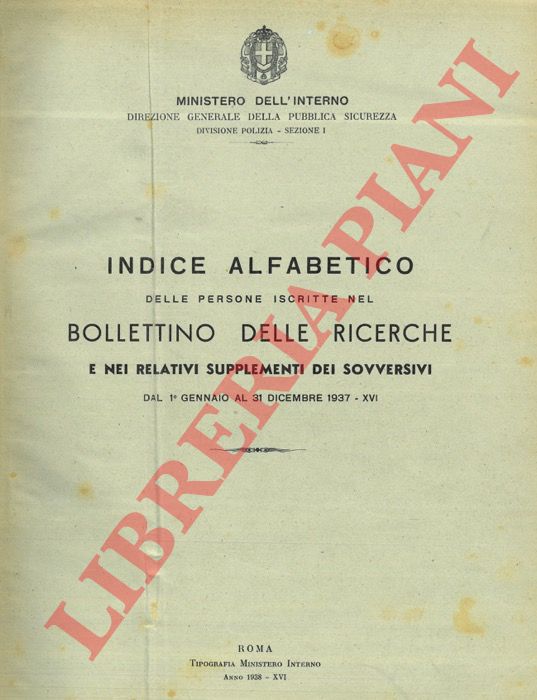 MINISTERO DELL'INTERNO
DIREZIONE GENERALE DELLA PUBBLICA SICUREZZA
DIVISIONE POLIZIA - SEZIONE I
INDICE ALFABETICO
DELLE PERSONE ISCRITTE NEL
BOLLETTINO DELLE RICERCHE
E NEI RELATIVI SUPPLEMENTI DEI SOVVERSIVI
DAL 1° GENNAIO AL 31 DICEMBRE 1937 - XVI
LIBRERIA PIANI
ROMA
TIPOGRAFIA MINISTERO INTERNO
ANNO 1938 - XVI